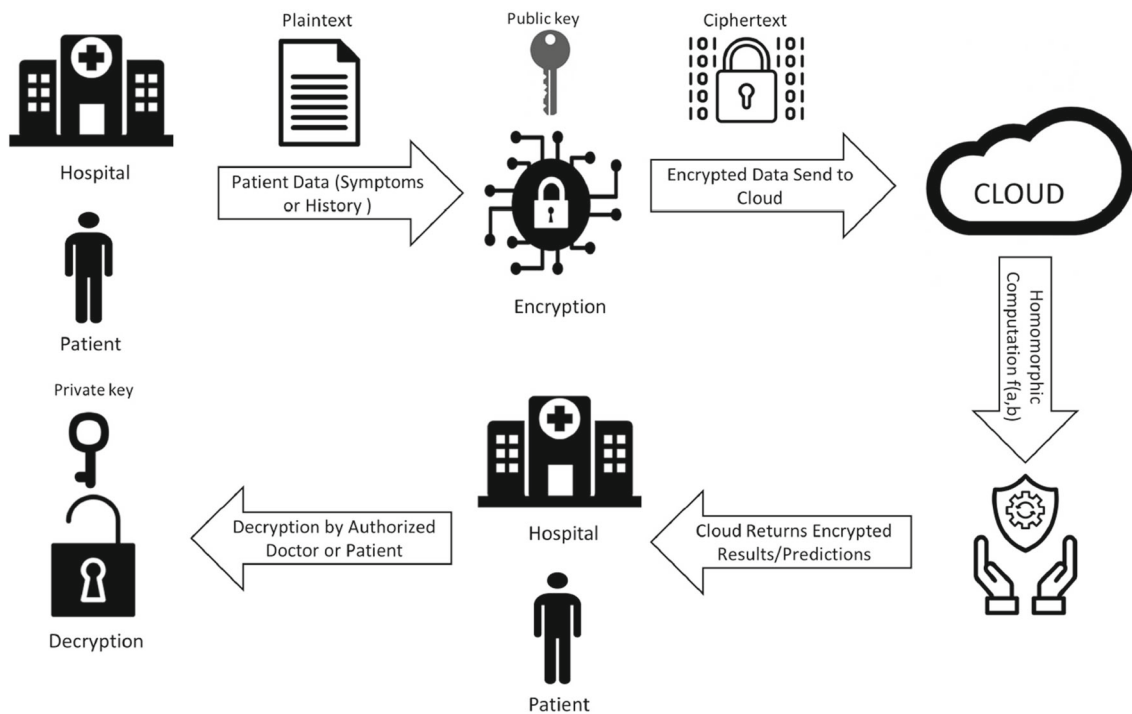 Plaintext
Public key
Ciphertext
Hospital
Patient Data (Symptoms
or History )
Encrypted Data Send to
Cloud
CLOUD
Encryption
Patient
Homomorphic
Computation f(a,b)
Private key
Decryption by Authorized
Doctor or Patient
Hospital
Cloud Returns Encrypted
Results/Predictions
Decryption
Patient